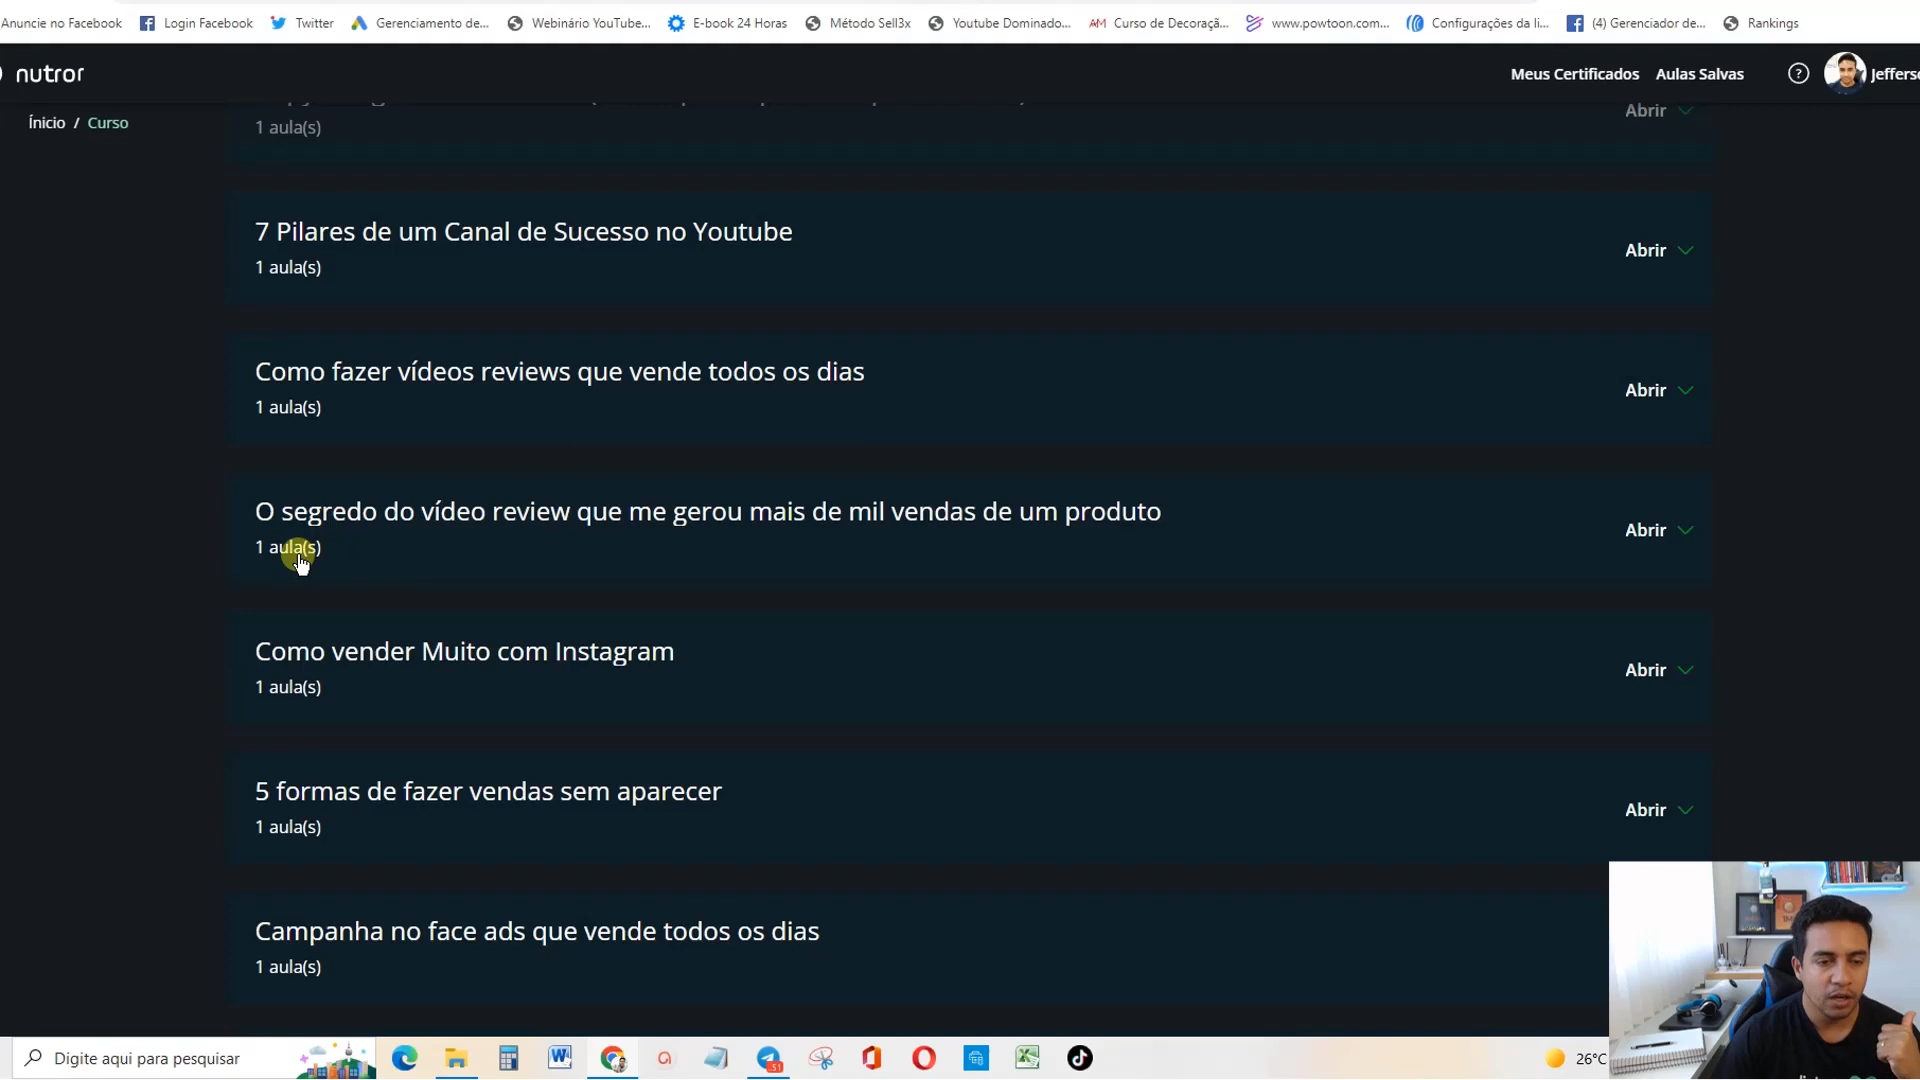 Anuncie no Facebook Login Facebook Twitter Gerenciamento de... Webinário YouTube... E-book 24 Horas Método Sell3x Youtube Dominado... AM Curso de Decoraçã... www.powtoon.com... Configurações da li... (4) Gerenciador de... Rankings
nutror Meus Certificados Aulas Salvas ? Jefferso
Ínicio / Curso
1 aula(s) Abrir
7 Pilares de um Canal de Sucesso no Youtube
1 aula(s) Abrir
Como fazer vídeos reviews que vende todos os dias
1 aula(s) Abrir
O segredo do vídeo review que me gerou mais de mil vendas de um produto
1 aula(s) Abrir
Como vender Muito com Instagram
1 aula(s) Abrir
5 formas de fazer vendas sem aparecer
1 aula(s) Abrir
Campanha no face ads que vende todos os dias
1 aula(s)
Digite aqui para pesquisar 26°C